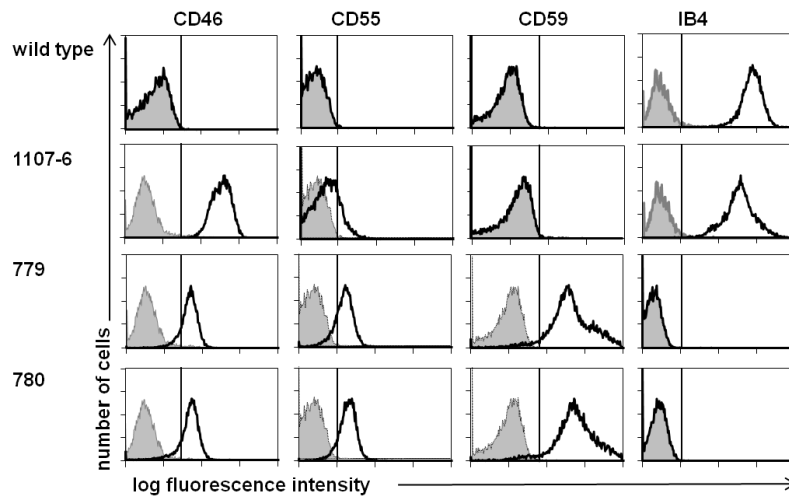 CD46 CD55 CD59 IB4
wild type
1107-6
779
780
number of cells
log fluorescence intensity